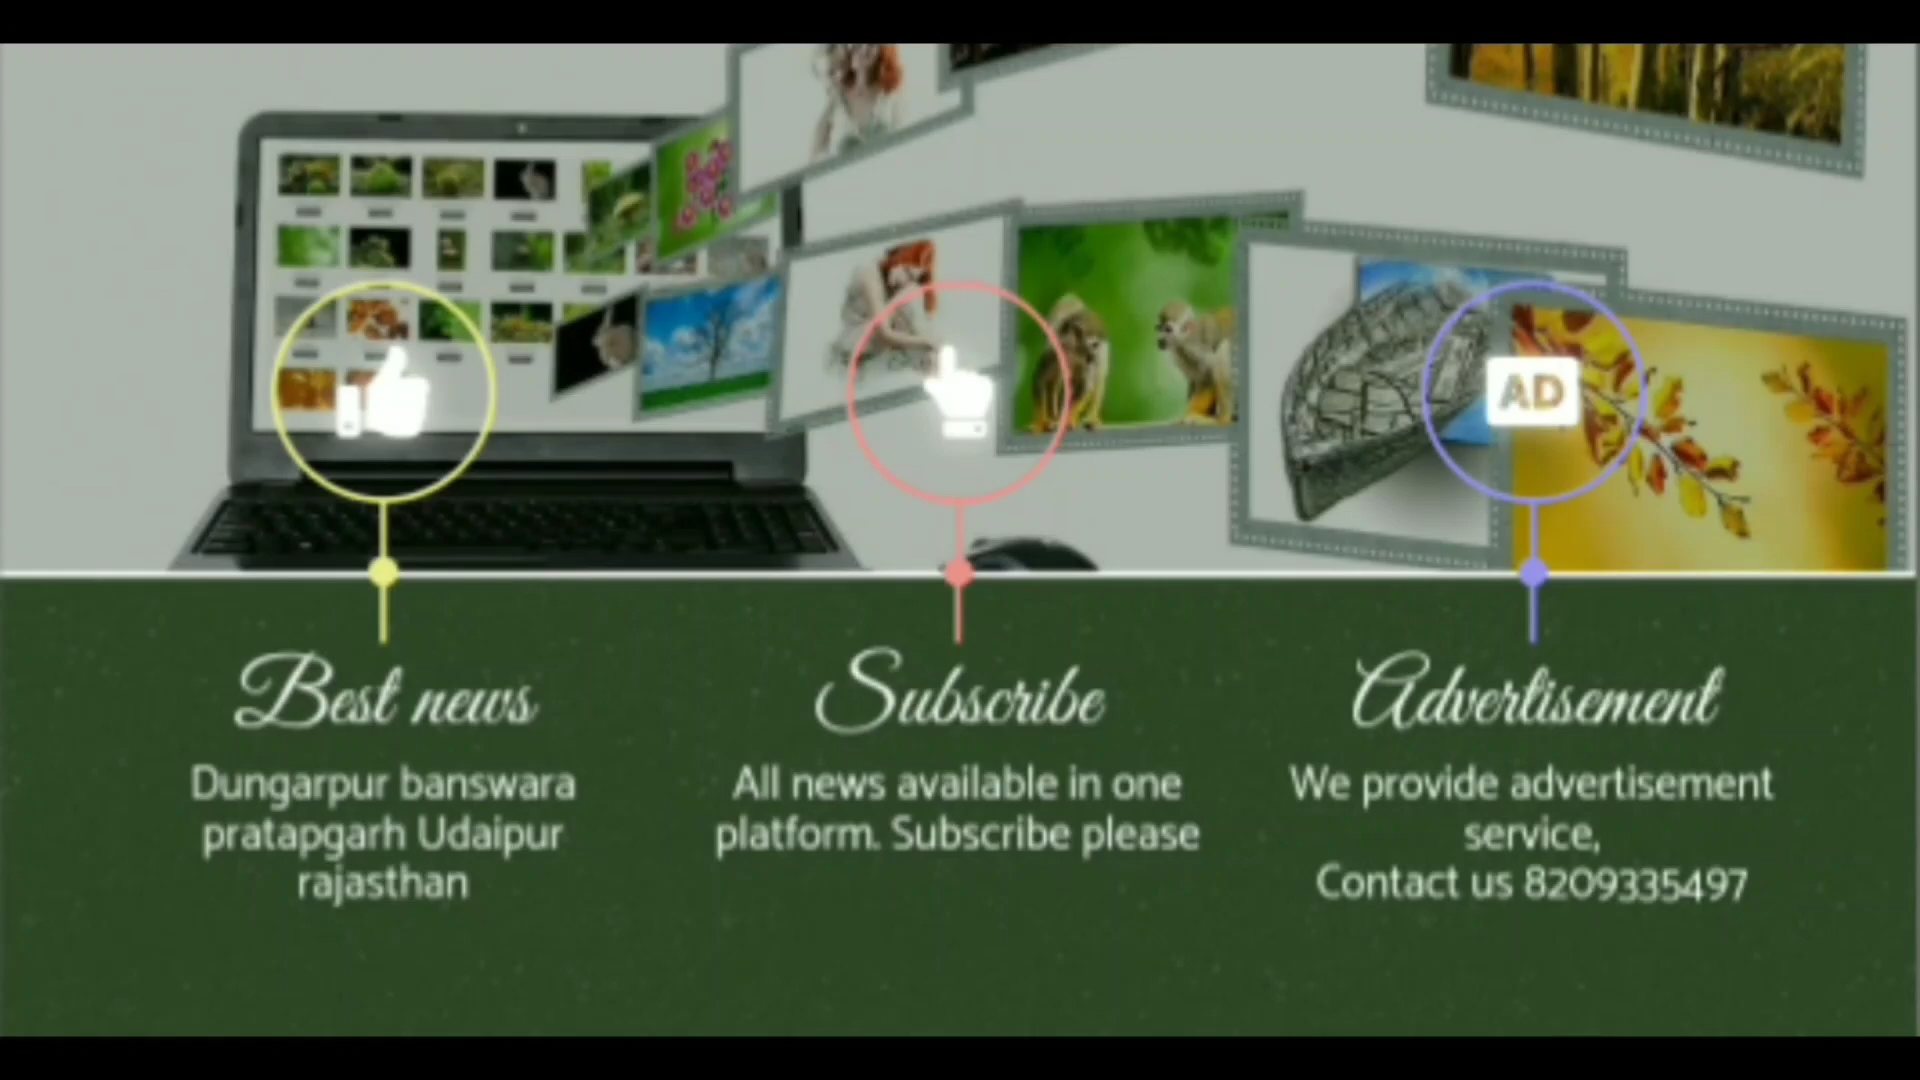 AD
Best news
Dungarpur banswara
pratapgarh Udaipur
rajasthan
Subscribe
All news available in one
platform. Subscribe please
Advertisement
We provide advertisement
service,
Contact us 8209335497